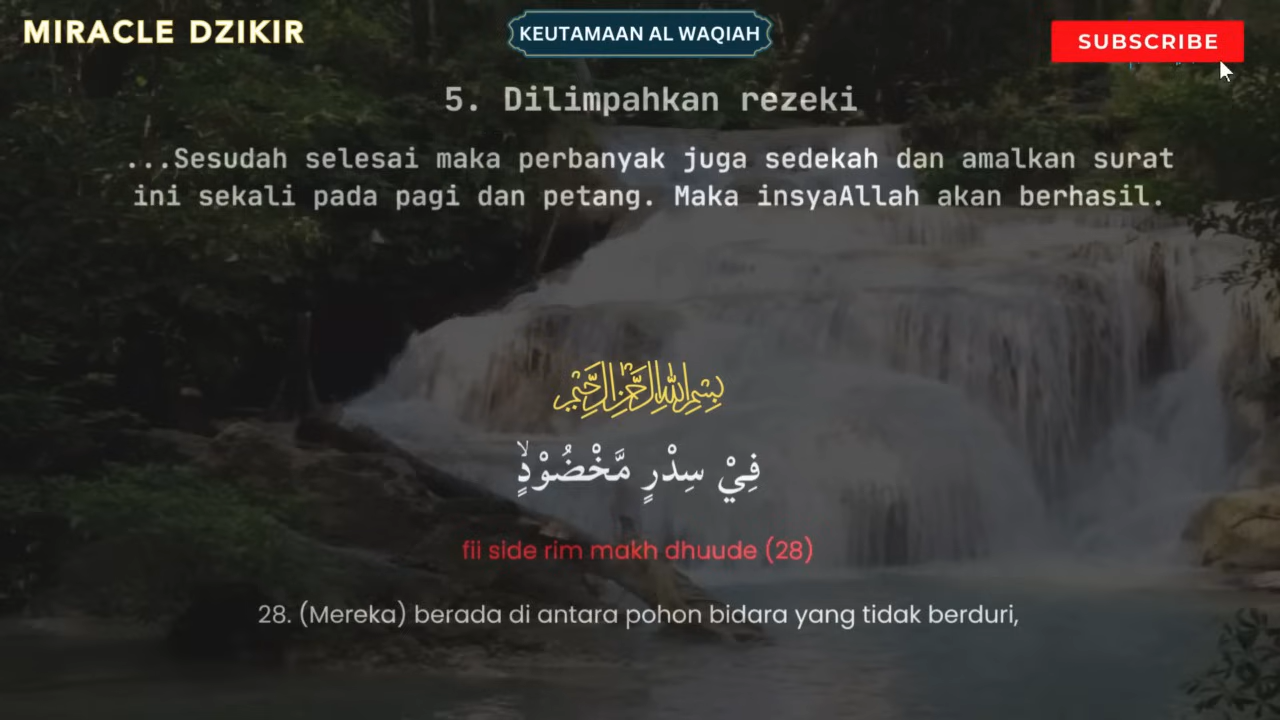 MIRACLE DZIKIR
KEUTAMAAN AL WAQIAH
SUBSCRIBE
5. Dilimpahkan rezeki
...Sesudah selesai maka perbanyak juga sedekah dan amalkan surat
ini sekali pada pagi dan petang. Maka insyaAllah akan berhasil.
بِسْمِ اللهِ الرَّحْمٰنِ الرَّحِيْمِ
فِيْ سِدْرٍ مَّخْضُوْدٍۙ
fii side rim makh dhuude (28)
28. (Mereka) berada di antara pohon bidara yang tidak berduri,